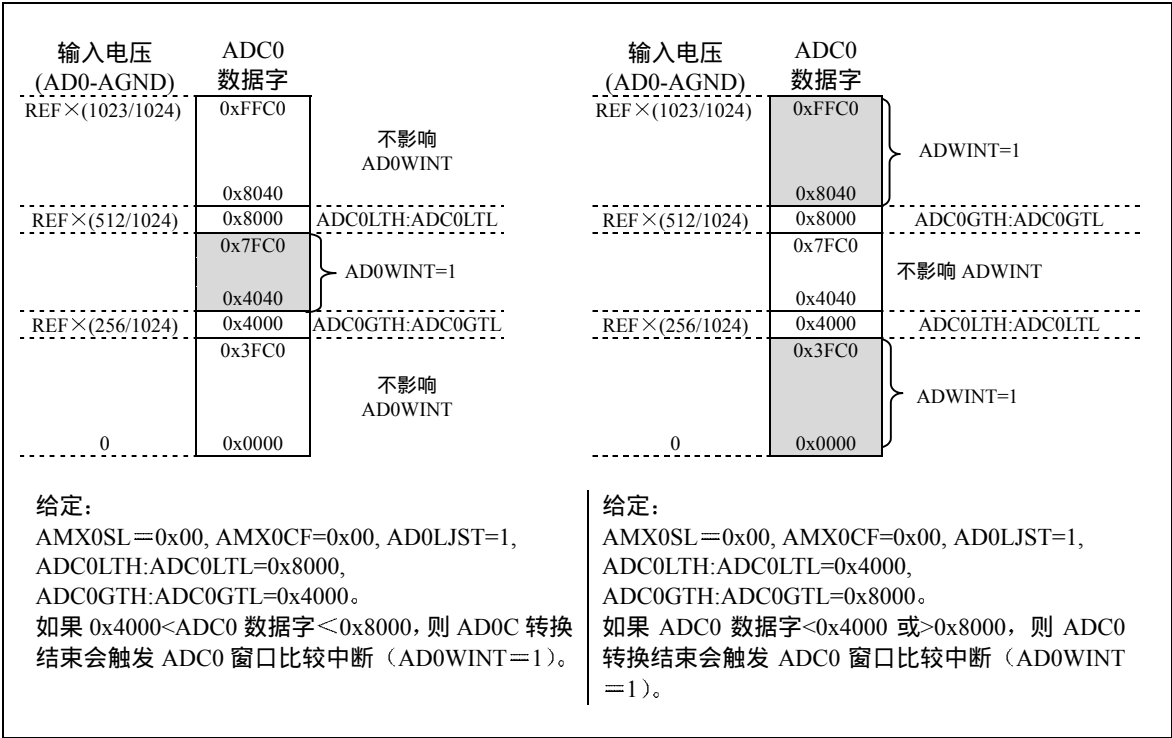 输入电压
(AD0-AGND)
ADC0
数据字
REF×(1023/1024)
0xFFC0
不影响
AD0WINT
0x8040
REF×(512/1024)
0x8000
ADC0LTH:ADC0LTL
0x7FC0
AD0WINT=1
0x4040
REF×(256/1024)
0x4000
ADC0GTH:ADC0GTL
0x3FC0
不影响
AD0WINT
0
0x0000
给定：
AMX0SL＝0x00, AMX0CF=0x00, AD0LJST=1,
ADC0LTH:ADC0LTL=0x8000,
ADC0GTH:ADC0GTL=0x4000。
如果 0x4000<ADC0 数据字＜0x8000，则 AD0C 转换
结束会触发 ADC0 窗口比较中断（AD0WINT＝1）。
输入电压
(AD0-AGND)
ADC0
数据字
REF×(1023/1024)
0xFFC0
ADWINT=1
0x8040
REF×(512/1024)
0x8000
ADC0GTH:ADC0GTL
0x7FC0
不影响 ADWINT
0x4040
REF×(256/1024)
0x4000
ADC0LTH:ADC0LTL
0x3FC0
ADWINT=1
0
0x0000
给定：
AMX0SL＝0x00, AMX0CF=0x00, AD0LJST=1,
ADC0LTH:ADC0LTL=0x4000,
ADC0GTH:ADC0GTL=0x8000。
如果 ADC0 数据字<0x4000 或>0x8000，则 ADC0
转换结束会触发 ADC0 窗口比较中断（AD0WINT
＝1）。